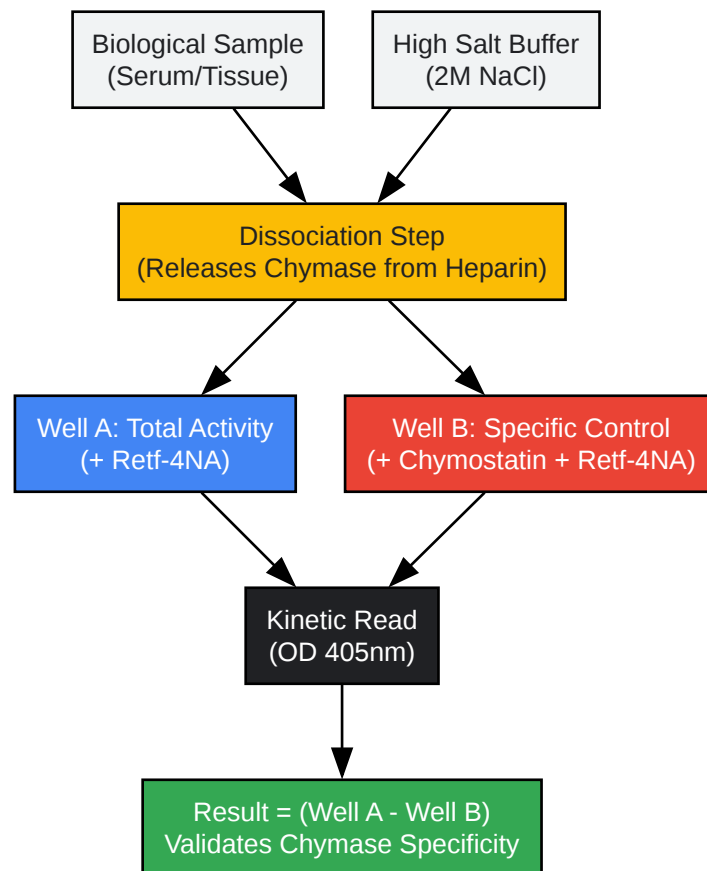 Biological Sample
(Serum/Tissue)
High Salt Buffer
(2M NaCl)
Dissociation Step
(Releases Chymase from Heparin)
Well A: Total Activity
(+ Retf-4NA)
Well B: Specific Control
(+ Chymostatin + Retf-4NA)
Kinetic Read
(OD 405nm)
Result = (Well A - Well B)
Validates Chymase Specificity